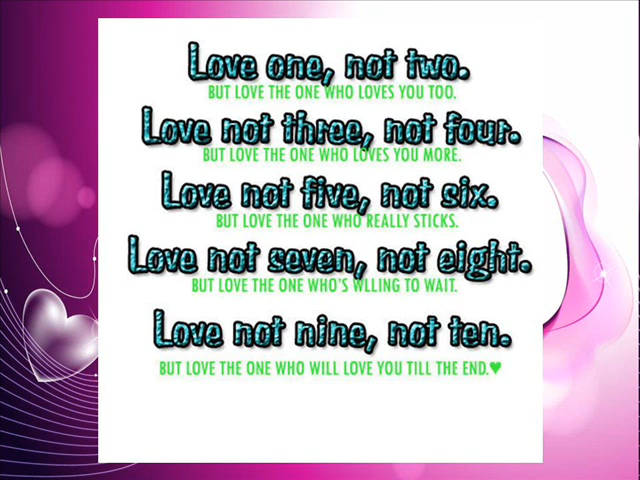 Love one, not two.
BUT LOVE THE ONE WHO LOVES YOU TOO.
Love not three, not four.
BUT LOVE THE ONE WHO LOVES YOU MORE.
Love not five, not six.
BUT LOVE THE ONE WHO REALLY STICKS.
Love not seven, not eight.
BUT LOVE THE ONE WHO'S WLLING TO WAIT.
Love not nine, not ten.
BUT LOVE THE ONE WHO WILL LOVE YOU TILL THE END.♥